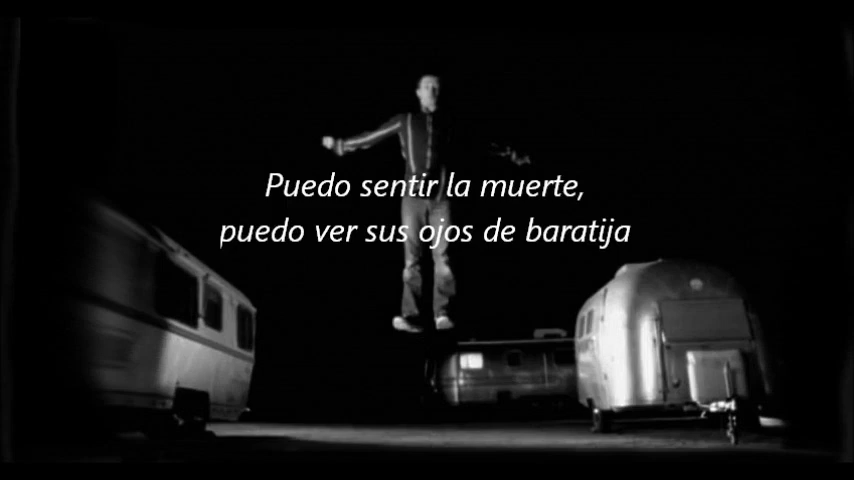 Puedo sentir la muerte,
puedo ver sus ojos de baratija